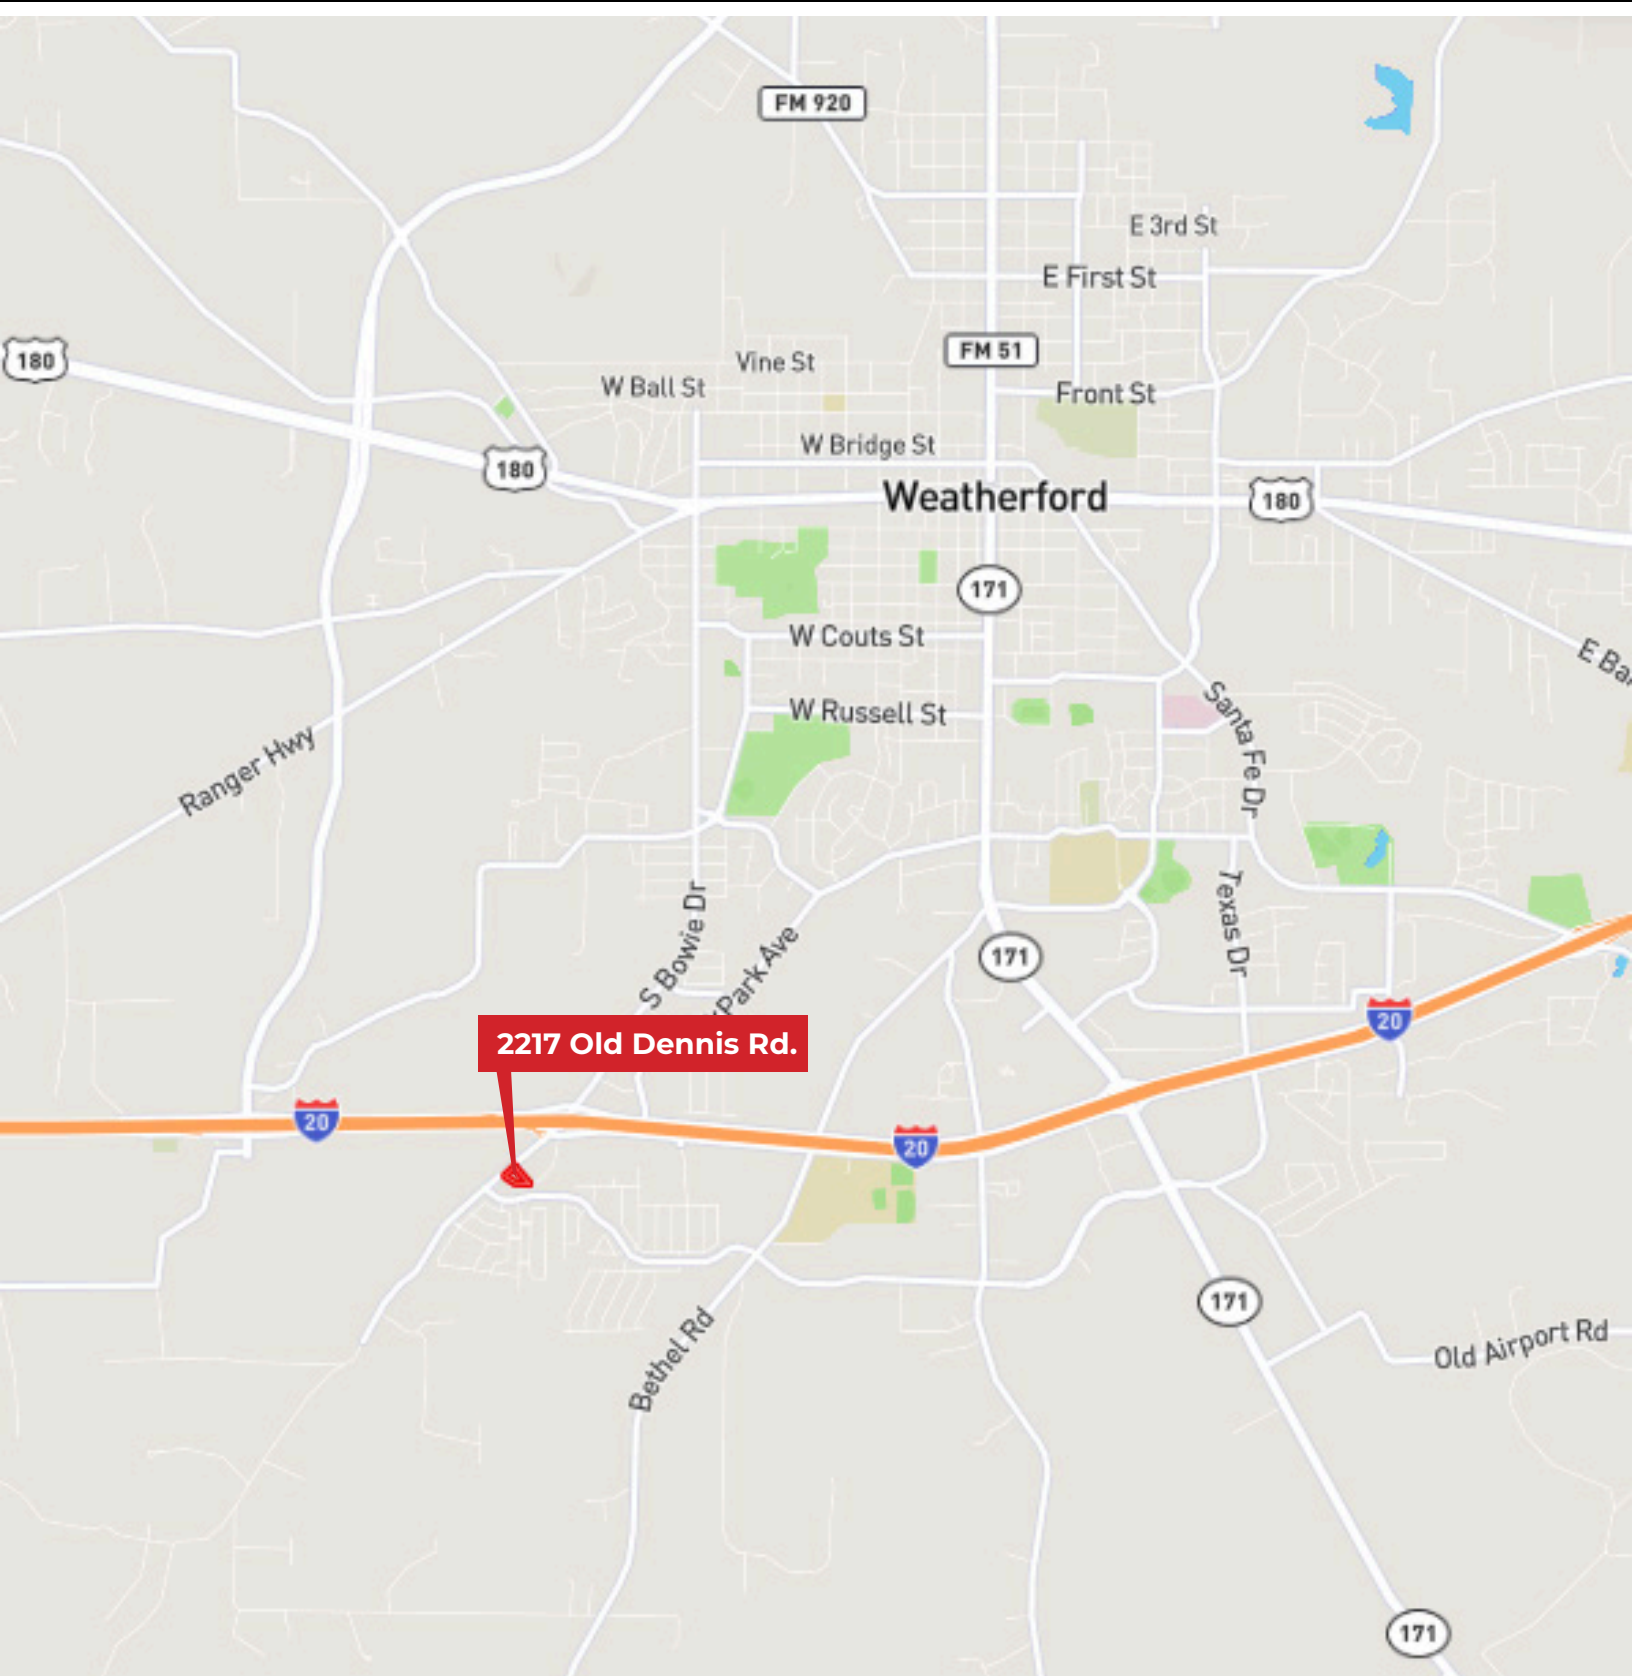 FM 920
E 3rd St
E First St
180
FM 51
Vine St
W Ball St
Front St
W Bridge St
180
Weatherford
180
171
W Couts St
E Ba
W Russell St
Santa Fe Dr
Ranger Hwy
Texas Dr
S Bowie Dr
Park Ave
171
20
2217 Old Dennis Rd.
20
20
171
Old Airport Rd
Bethel Rd
171